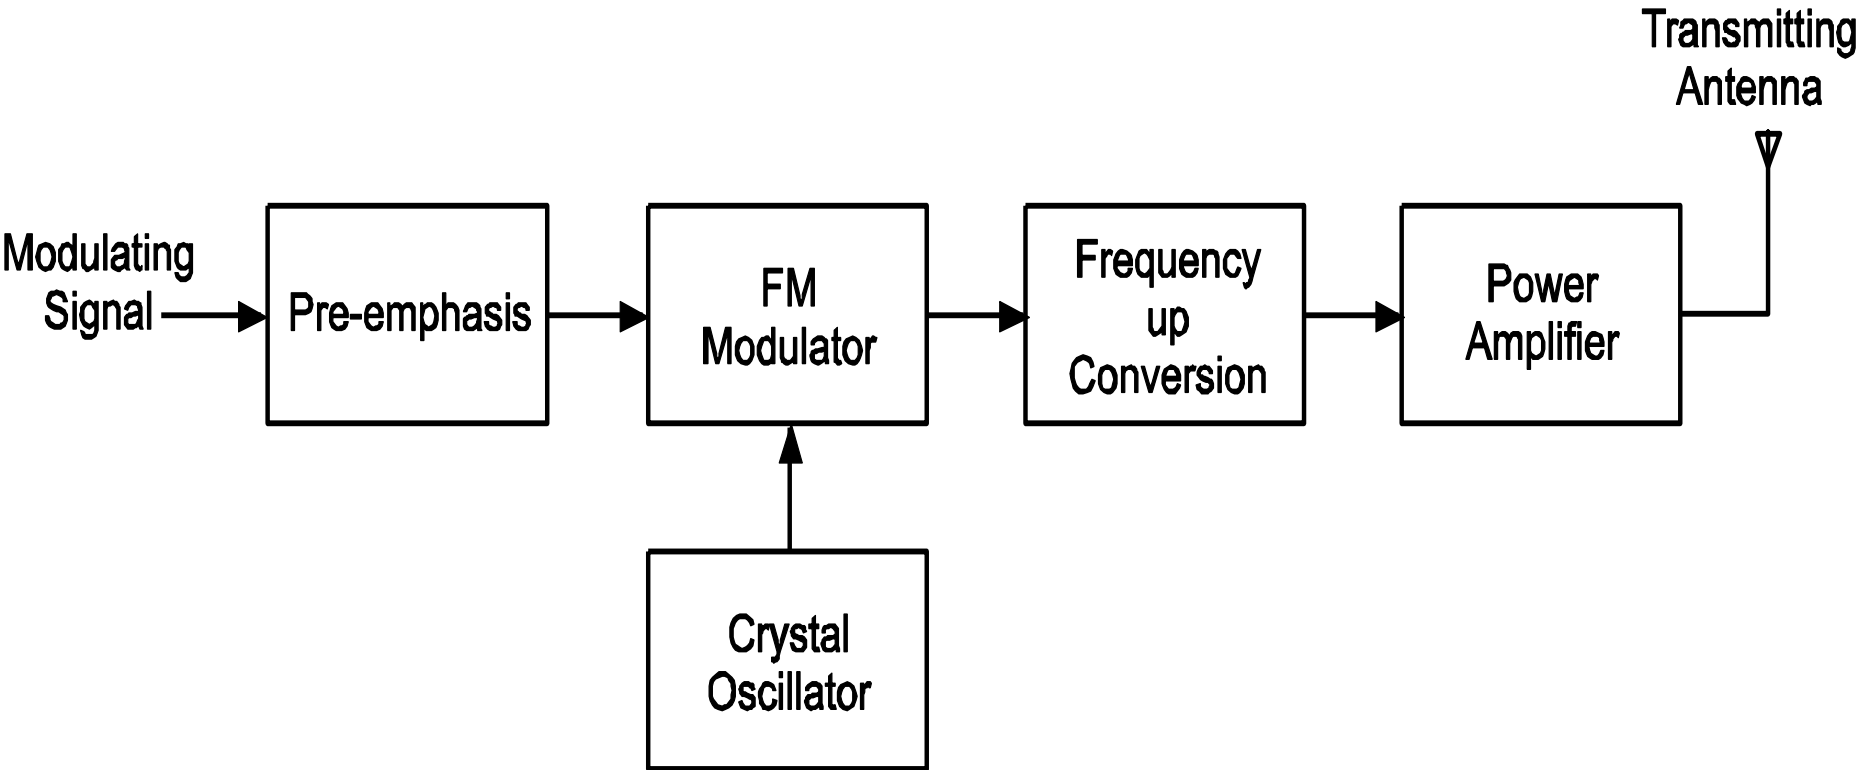 Transmitting
Antenna
Modulating
Signal
Pre-emphasis
FM
Modulator
Frequency
up
Conversion
Power
Amplifier
Crystal
Oscillator